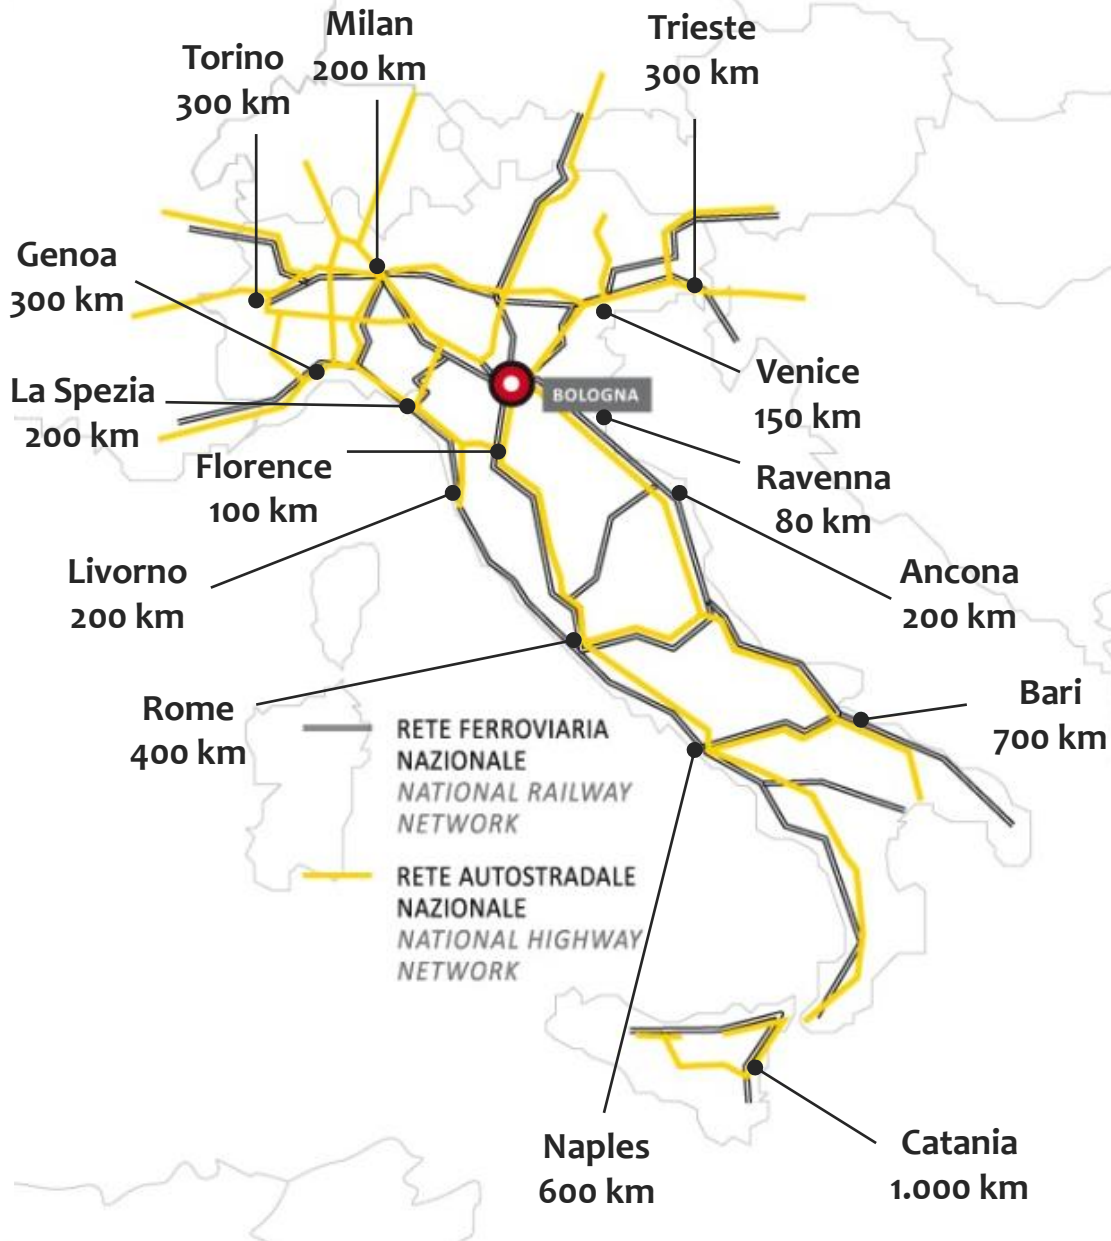 Milan
200 km
Trieste
300 km
Torino
300 km
Genoa
300 km
La Spezia
200 km
Florence
100 km
Livorno
200 km
Rome
400 km
BOLOGNA
Venice
150 km
Ravenna
80 km
Ancona
200 km
Bari
700 km
RETE FERROVIARIA
NAZIONALE
NATIONAL RAILWAY
NETWORK
RETE AUTOSTRADALE
NAZIONALE
NATIONAL HIGHWAY
NETWORK
Naples
600 km
Catania
1.000 km